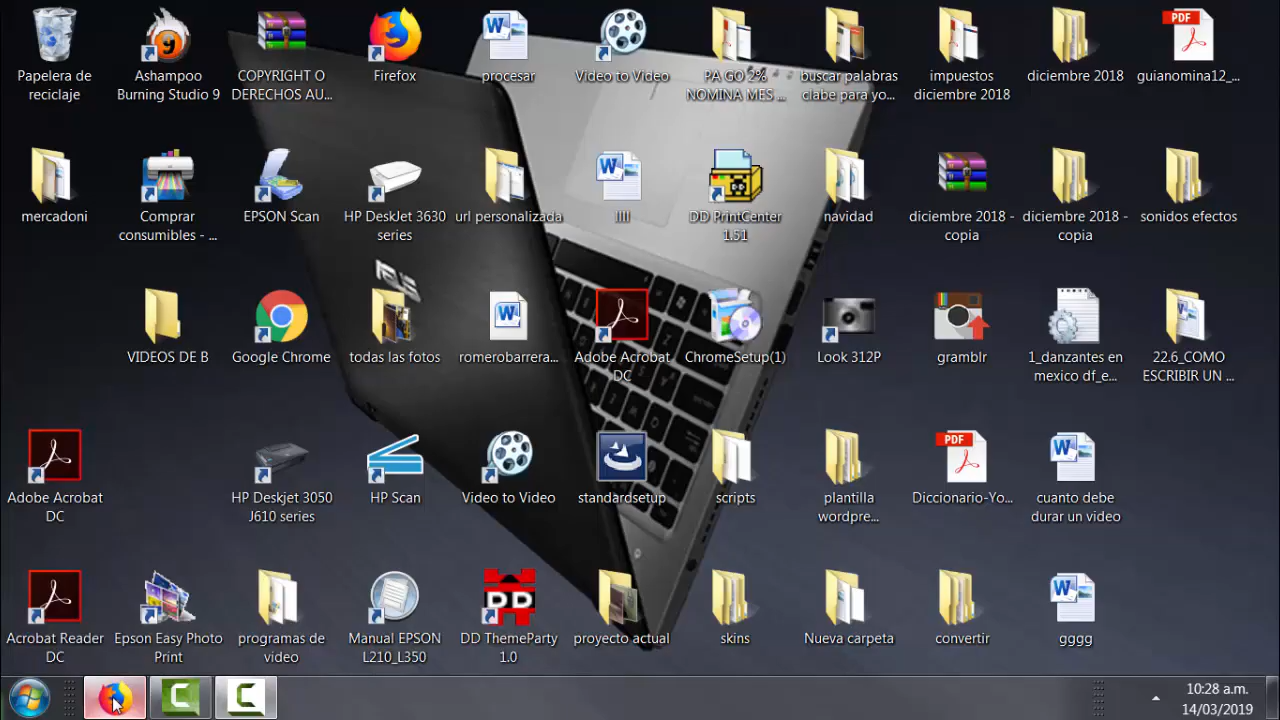 Papelera de
reciclaje
Ashampoo
Burning Studio 9
COPYRIGHT O
DERECHOS AU...
Firefox
procesar
Video to Video
PA GO 2%
NOMINA MES ...
buscar palabras
clabe para yo...
impuestos
diciembre 2018
diciembre 2018
PDF
guianomina12_...
mercadoni
Comprar
consumibles - ...
EPSON Scan
HP DeskJet 3630
series
url personalizada
llll
DD PrintCenter
1.51
navidad
diciembre 2018 -
copia
diciembre 2018 -
copia
sonidos efectos
VIDEOS DE B
Google Chrome
todas las fotos
romerobarrera...
Adobe Acrobat
DC
ChromeSetup(1)
Look 312P
gramblr
1_danzantes en
mexico df_e...
22.6_COMO
ESCRIBIR UN ...
Adobe Acrobat
DC
HP Deskjet 3050
J610 series
HP Scan
Video to Video
standardsetup
scripts
plantilla
wordpre...
PDF
Diccionario-Yo...
cuanto debe
durar un video
Acrobat Reader
DC
Epson Easy Photo
Print
programas de
video
Manual EPSON
L210_L350
DD
DD ThemeParty
1.0
proyecto actual
skins
Nueva carpeta
convertir
gggg
10:28 a.m.
14/03/2019